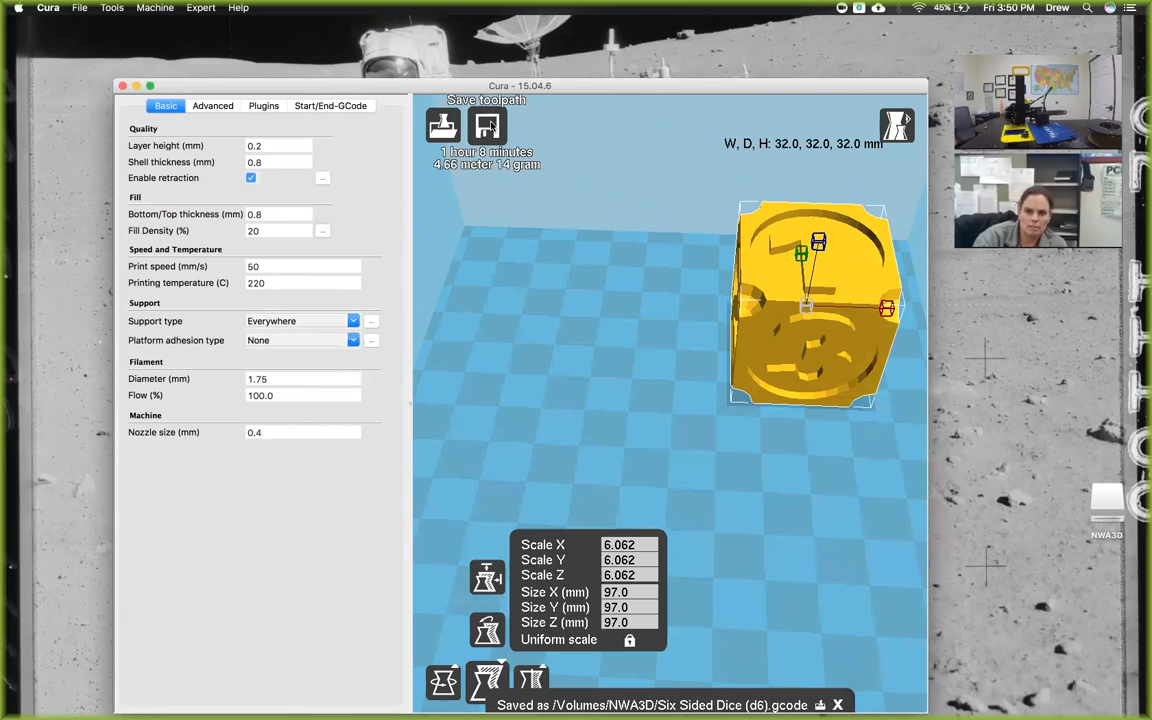 Cura File Tools Machine Expert Help
45% Fri 3:50 PM Drew
Cura - 15.04.6
Basic Advanced Plugins Start/End-GCode
Quality
Layer height (mm) 0.2
Shell thickness (mm) 0.8
Enable retraction ...
Fill
Bottom/Top thickness (mm) 0.8
Fill Density (%) 20 ...
Speed and Temperature
Print speed (mm/s) 50
Printing temperature (C) 220
Support
Support type Everywhere ...
Platform adhesion type None ...
Filament
Diameter (mm) 1.75
Flow (%) 100.0
Machine
Nozzle size (mm) 0.4
Save toolpath
1 hour 8 minutes
4.66 meter 14 gram
W, D, H: 32.0, 32.0, 32.0 mm
Scale X 6.062
Scale Y 6.062
Scale Z 6.062
Size X (mm) 97.0
Size Y (mm) 97.0
Size Z (mm) 97.0
Uniform scale
Saved as /Volumes/NWA3D/Six Sided Dice (d6).gcode X
NWA3D